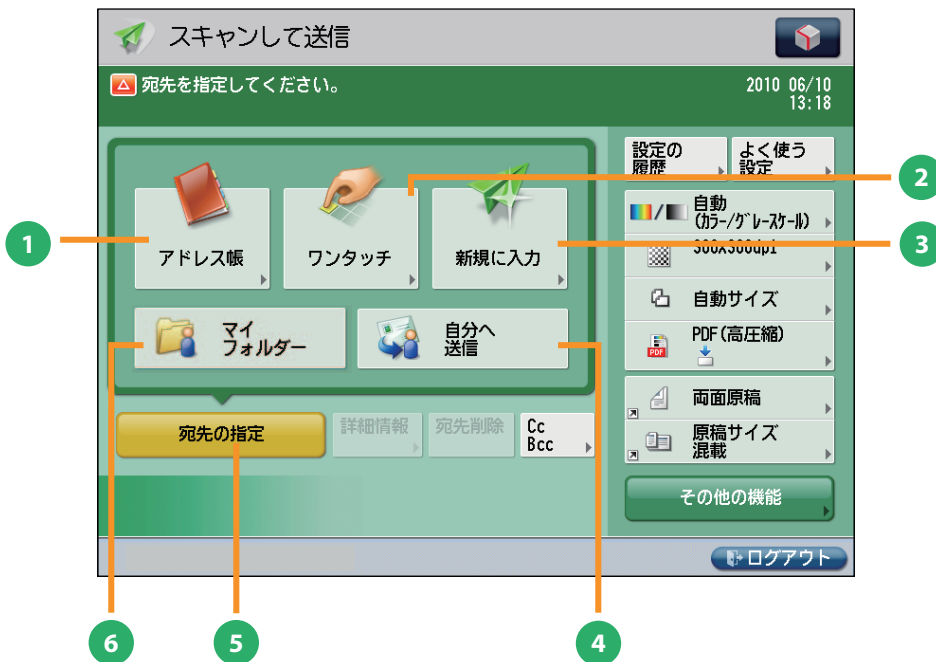 スキャンして送信
宛先を指定してください。
2010 06/10
13:18
設定の
履歴
よく使う
設定
2
自動
(カラー/グレースケール)
1
アドレス帳
ワンタッチ
新規に入力
3
300x300dpi
自動サイズ
マイ
フォルダー
自分へ
送信
PDF(高圧縮)
PDF
両面原稿
宛先の指定
詳細情報
宛先削除
Cc
Bcc
原稿サイズ
混載
その他の機能
ログアウト
6
5
4